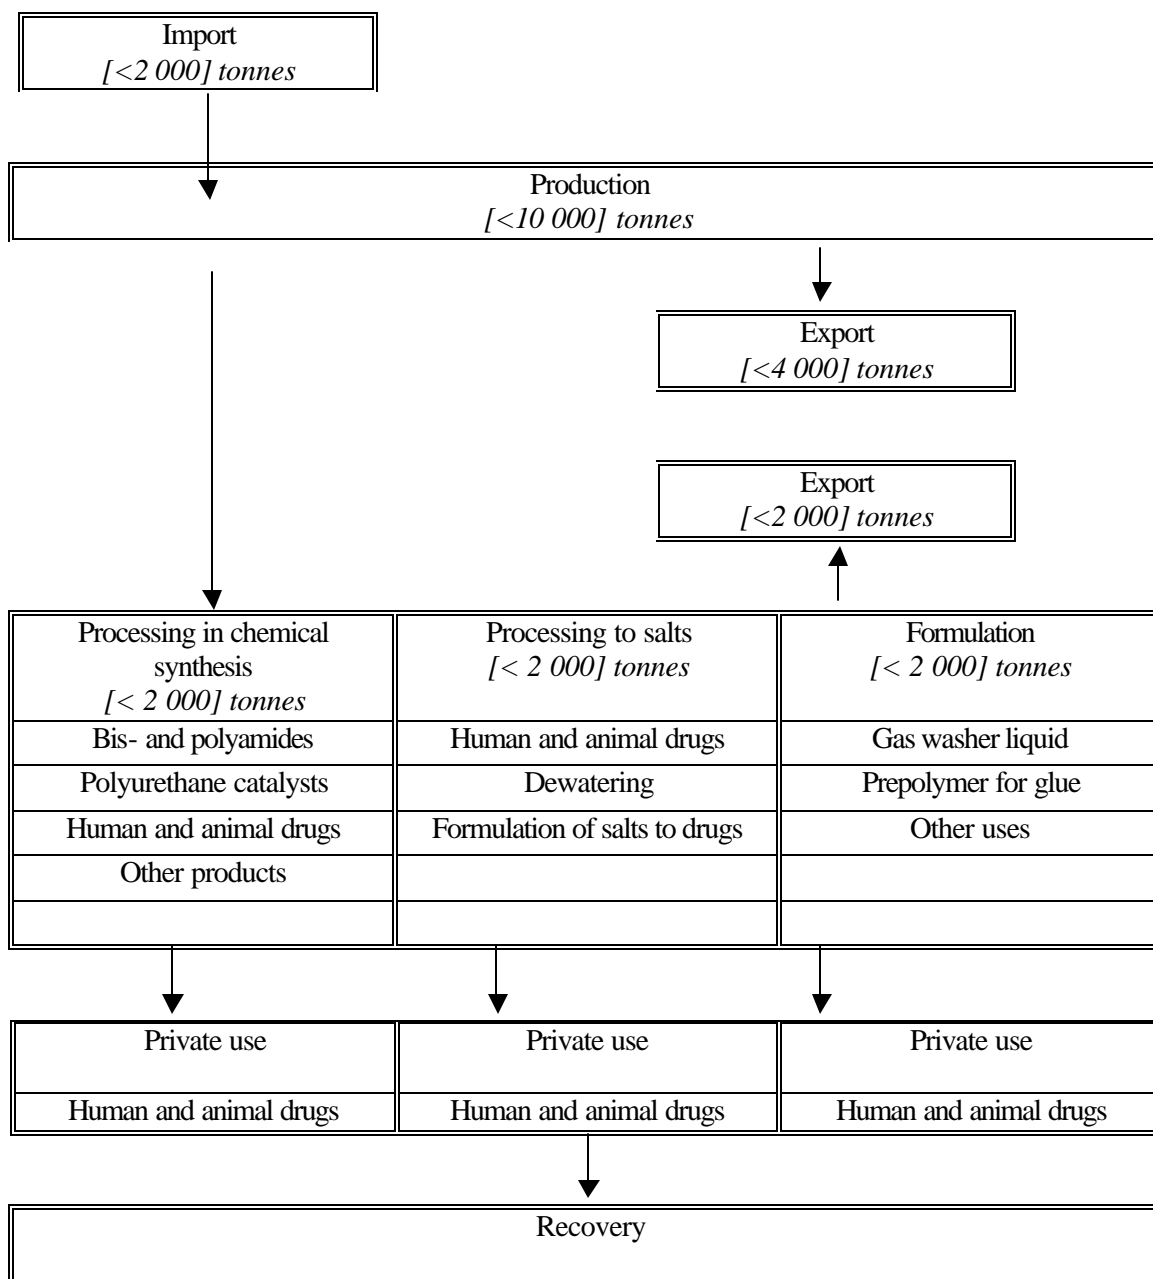 Import
[<2 000] tonnes
Production
[<10 000] tonnes
Export
[<4 000] tonnes
Export
[<2 000] tonnes
Processing in chemical
synthesis
[< 2 000] tonnes
Processing to salts
[< 2 000] tonnes
Formulation
[< 2 000] tonnes
Bis- and polyamides
Human and animal drugs
Gas washer liquid
Polyurethane catalysts
Dewatering
Prepolymer for glue
Human and animal drugs
Formulation of salts to drugs
Other uses
Other products
Private use
Private use
Private use
Human and animal drugs
Human and animal drugs
Human and animal drugs
Recovery